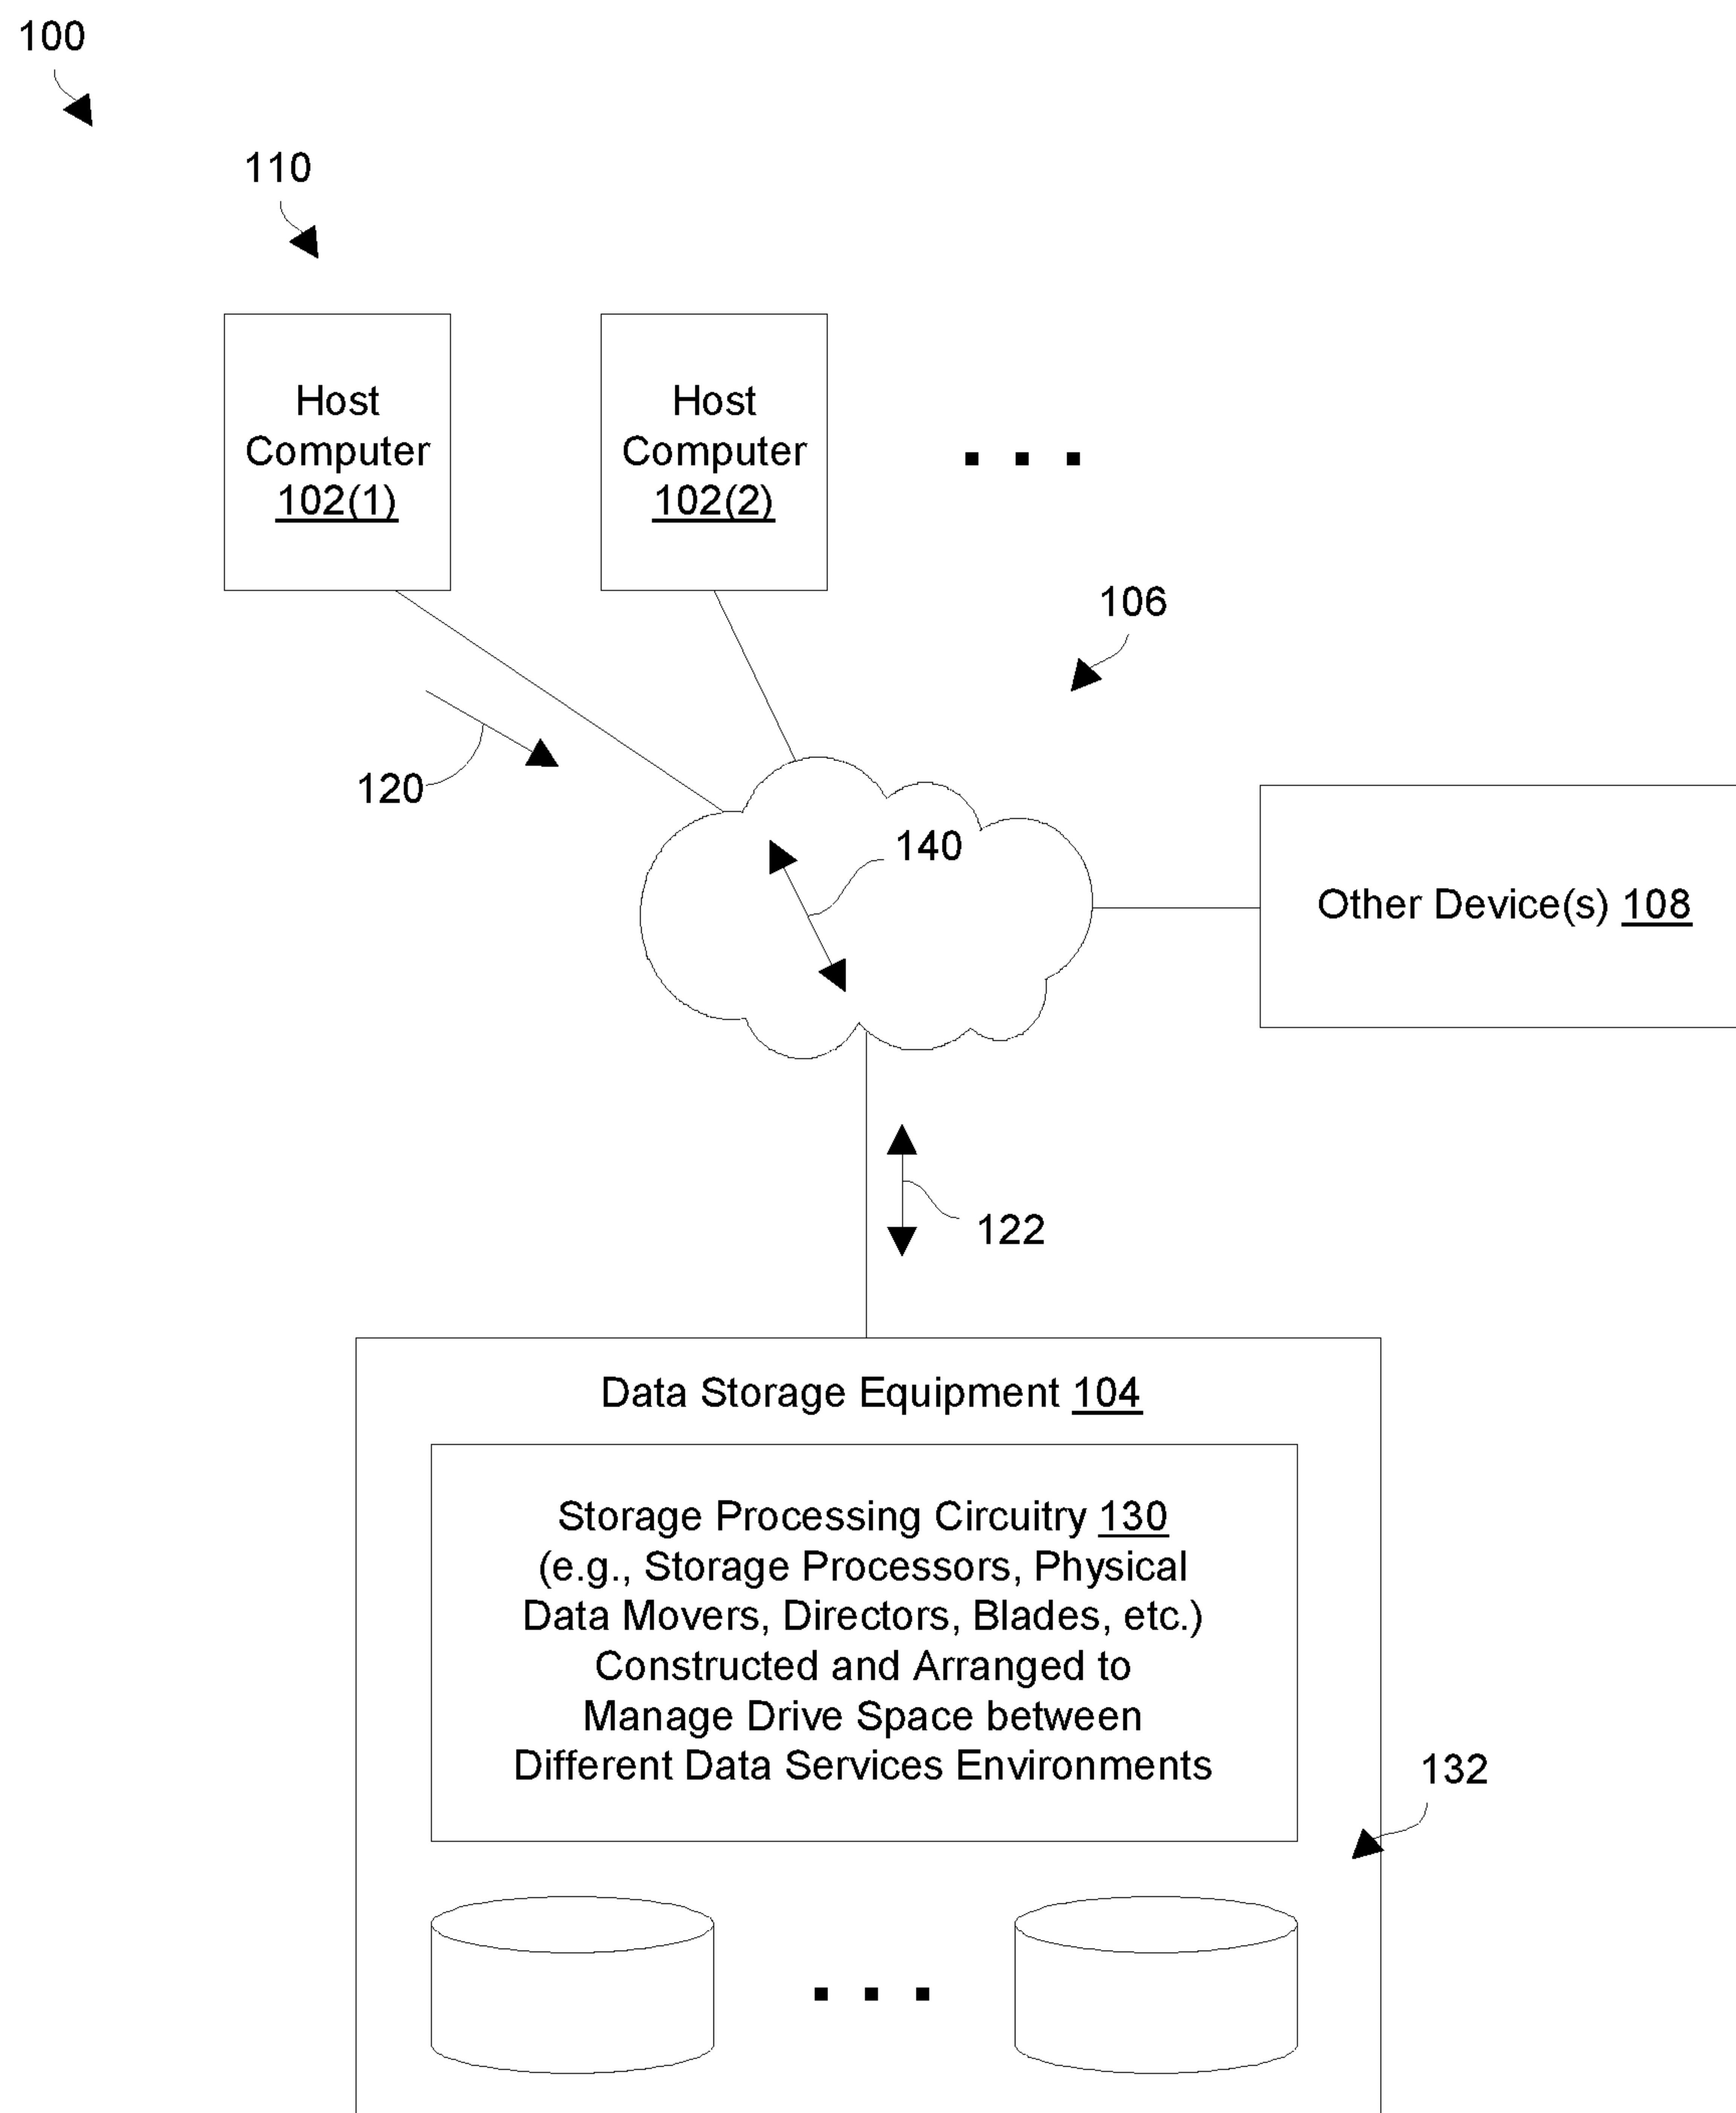 100
110
Host
Computer
102(1)
Host
Computer
102(2)
106
120
140
Other Device(s) 108
122
Data Storage Equipment 104
Storage Processing Circuitry 130
(e.g., Storage Processors, Physical
Data Movers, Directors, Blades, etc.)
Constructed and Arranged to
Manage Drive Space between
Different Data Services Environments
132